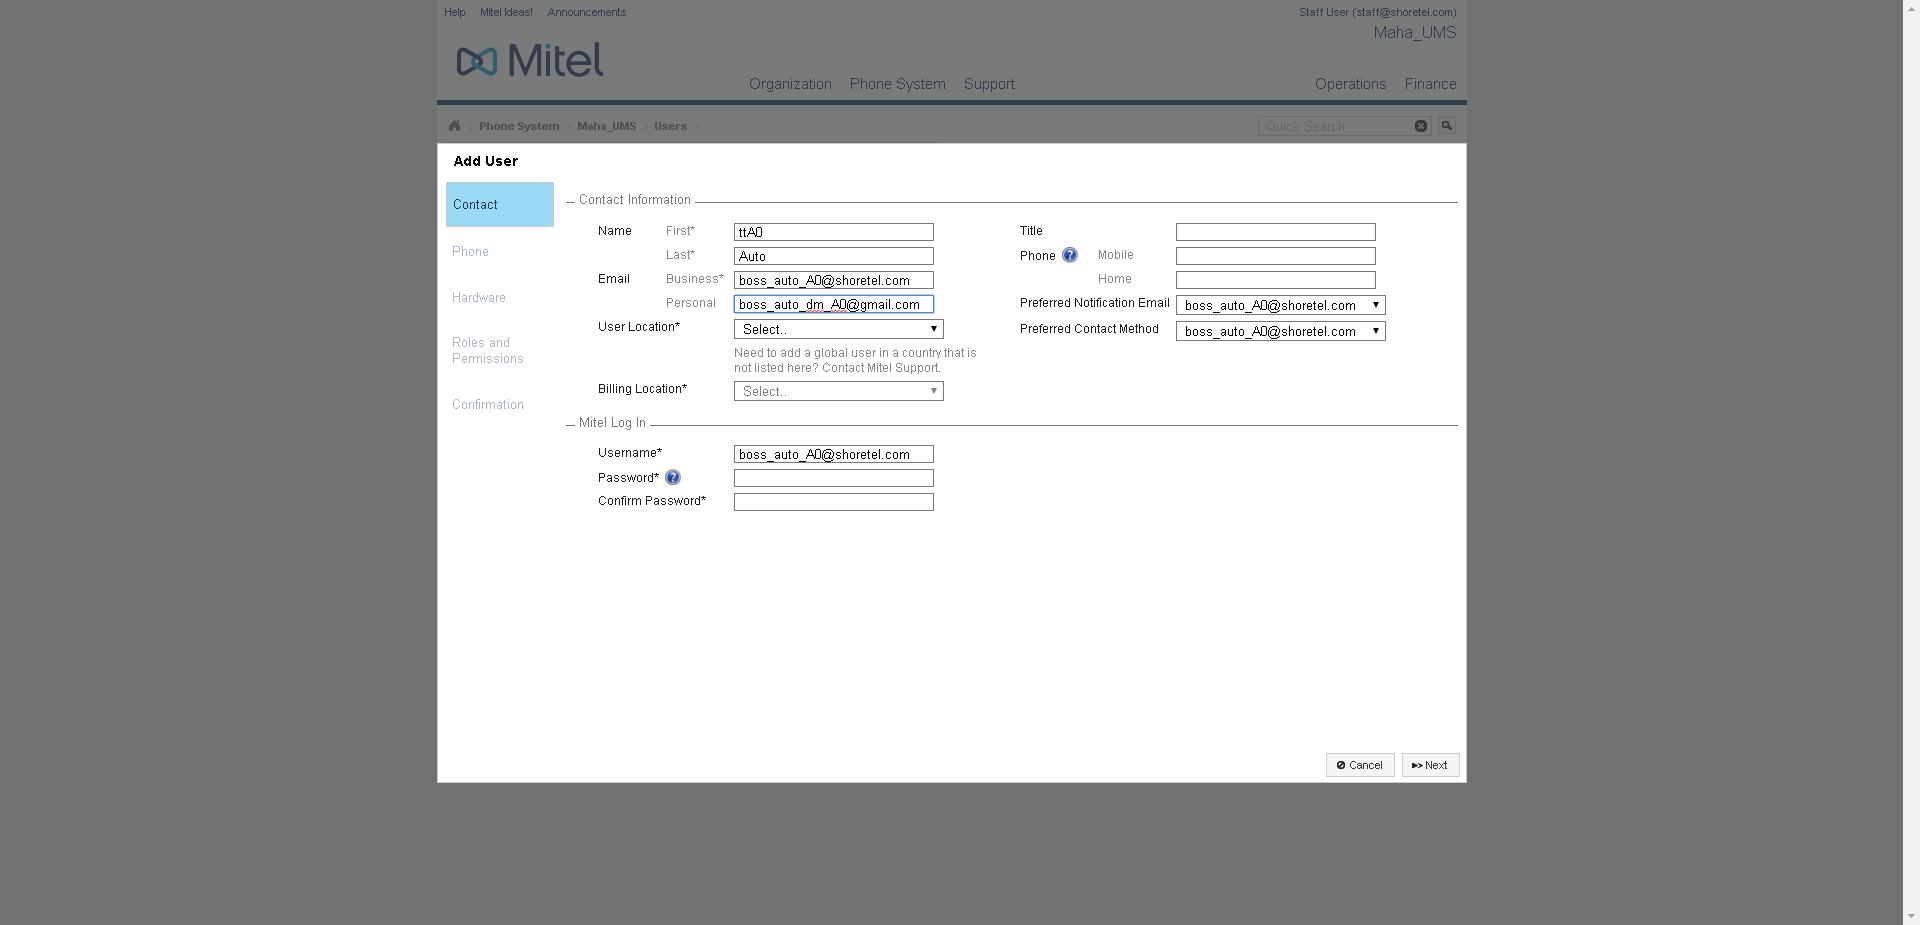 Help Mitel Ideas! Announcements Staff User (staff@shoretel.com)
Maha_UMS
Mitel
Organization Phone System Support Operations Finance
Phone System Maha_UMS Users Quick Search
Add User
Contact
Phone
Hardware
Roles and
Permissions
Confirmation
Contact Information
Name First* ttA0
Last* Auto
Email Business* boss_auto_A0@shoretel.com
Personal boss_auto_dm_A0@gmail.com
User Location* Select..
Need to add a global user in a country that is
not listed here? Contact Mitel Support.
Billing Location* Select..
Title
Phone ? Mobile
Home
Preferred Notification Email boss_auto_A0@shoretel.com
Preferred Contact Method boss_auto_A0@shoretel.com
Mitel Log In
Username* boss_auto_A0@shoretel.com
Password* ?
Confirm Password*
Cancel Next